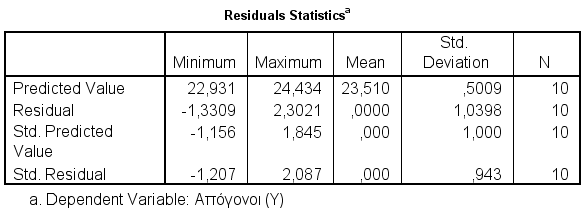 Residuals Statisticsa
Minimum Maximum Mean Std. Deviation N
Predicted Value 22,931 24,434 23,510 ,5009 10
Residual -1,3309 2,3021 ,0000 1,0398 10
Std. Predicted Value -1,156 1,845 ,000 1,000 10
Std. Residual -1,207 2,087 ,000 ,943 10
a. Dependent Variable: Απόγονοι (Y)